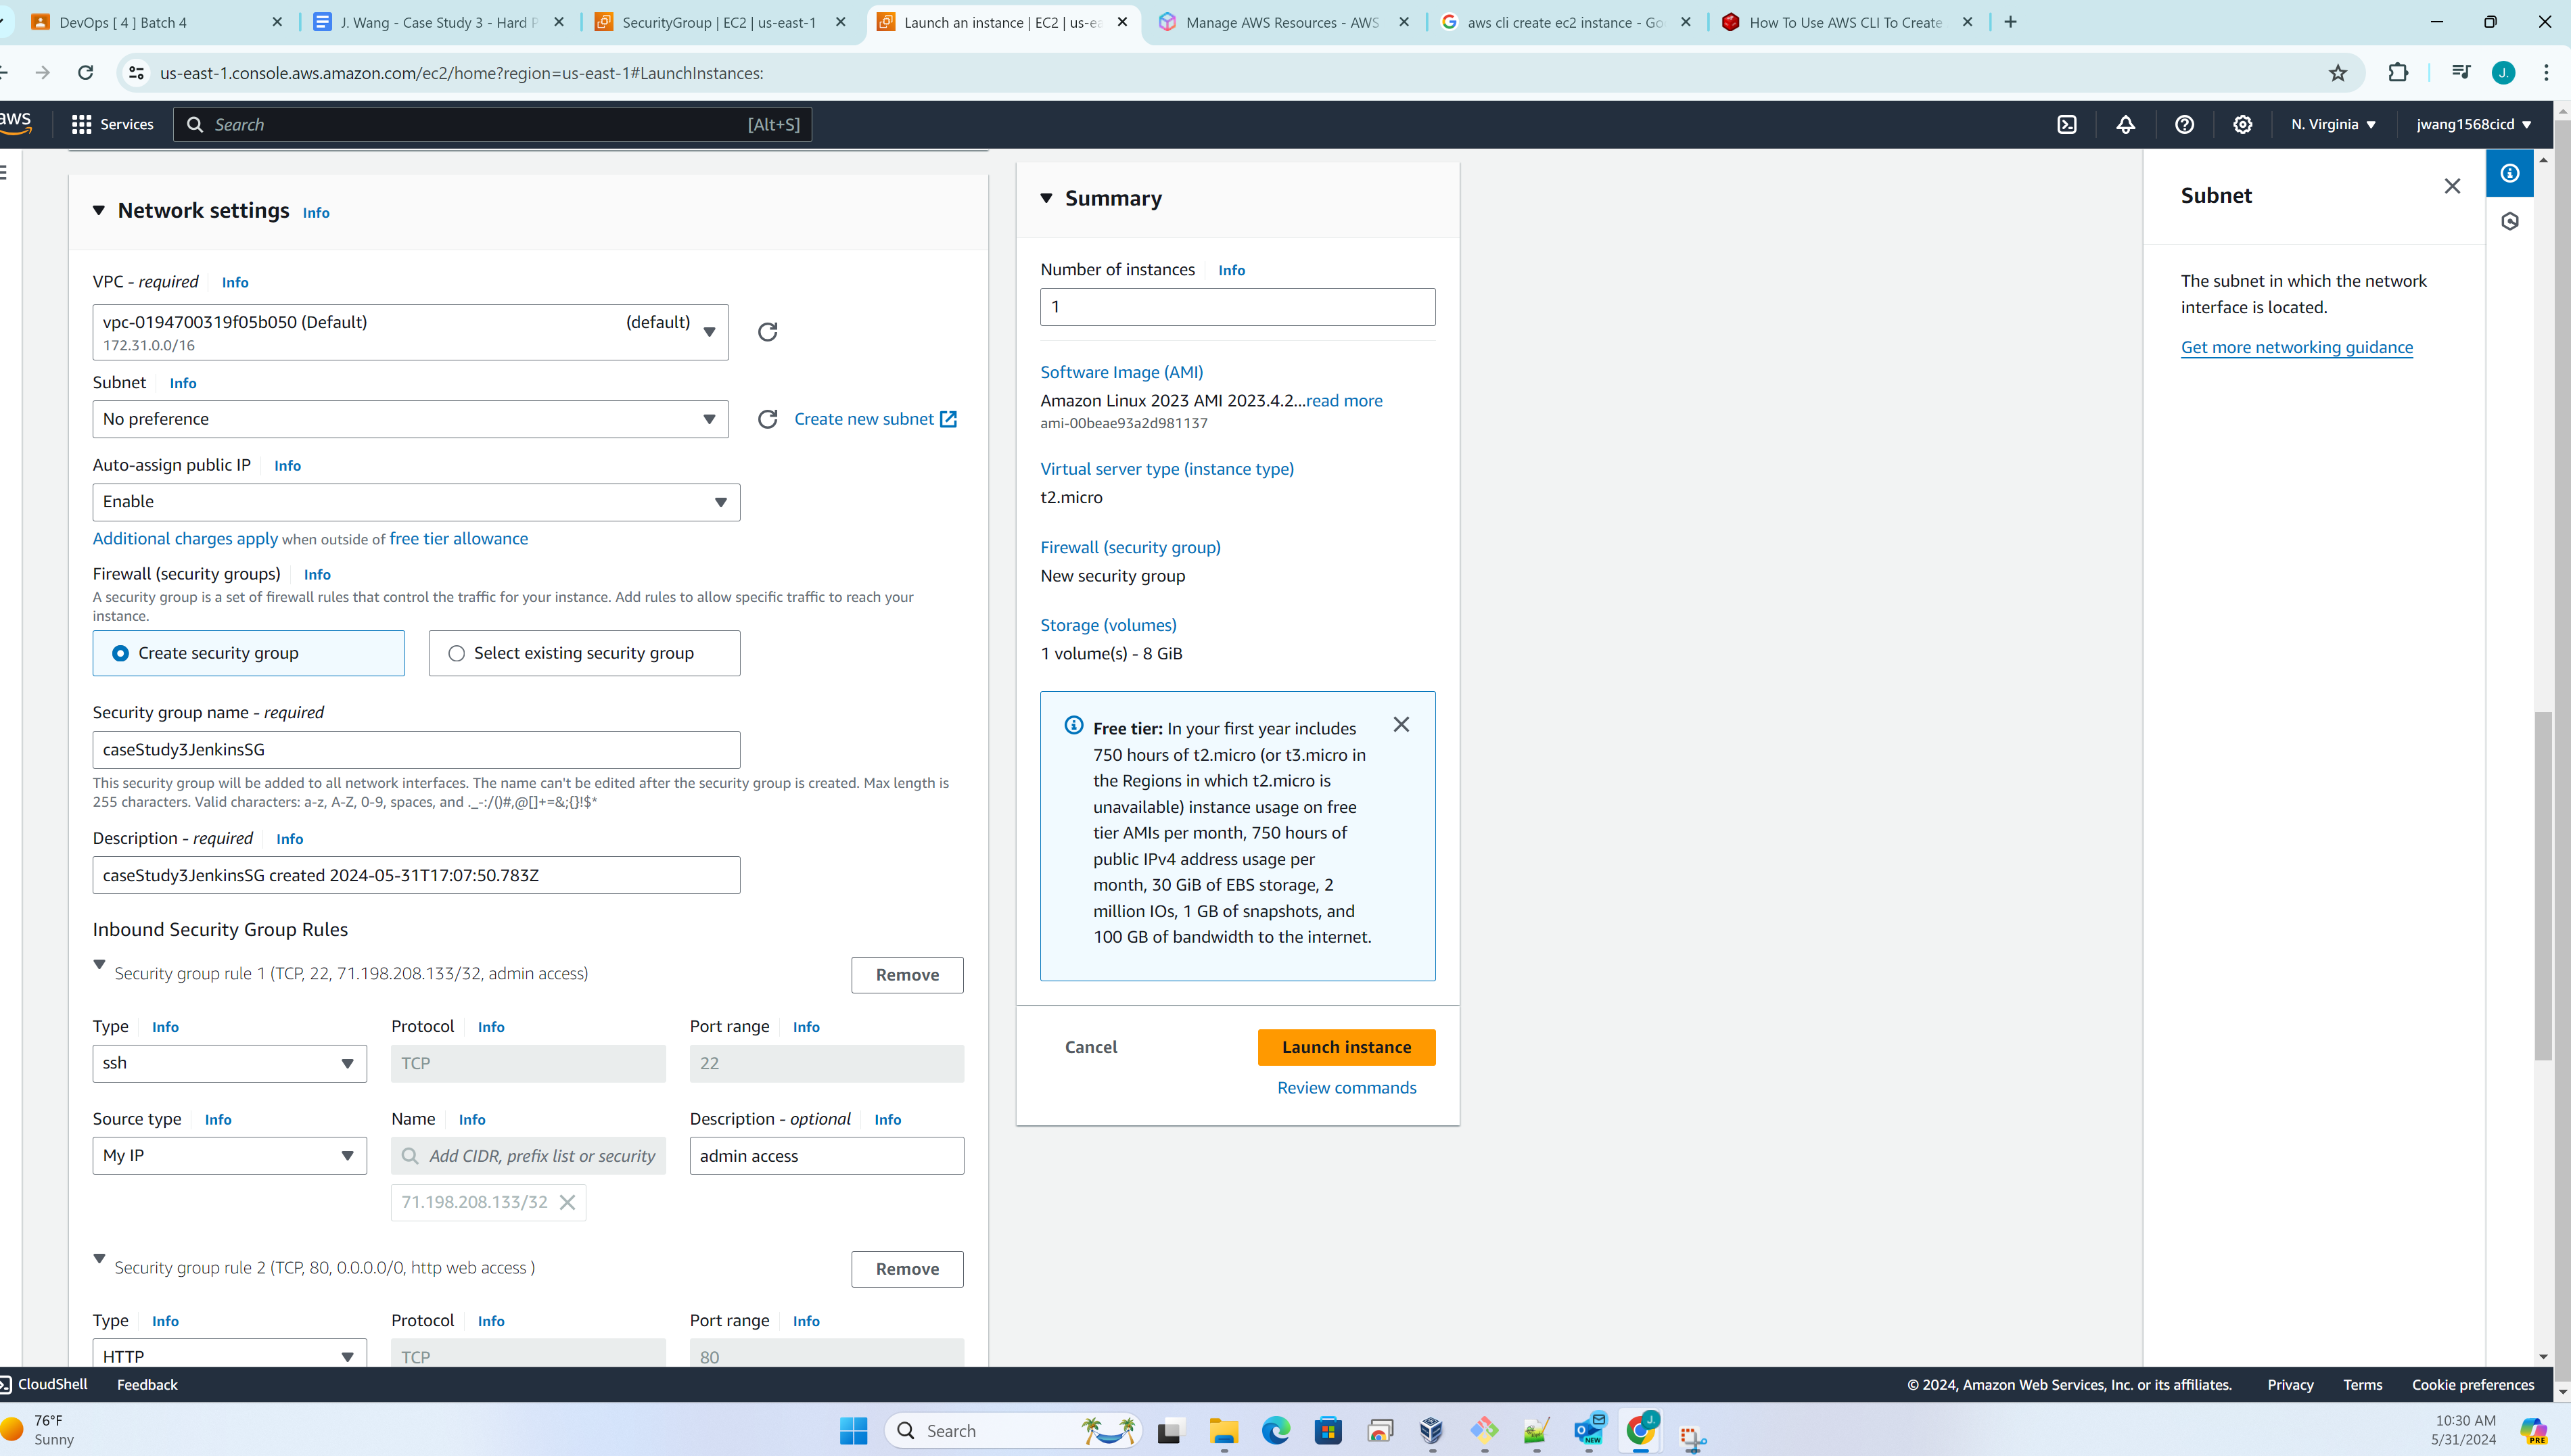 DevOps [ 4 ] Batch 4
J. Wang - Case Study 3 - Hard P
SecurityGroup | EC2 | us-east-1
Launch an instance | EC2 | us-ea
Manage AWS Resources - AWS
aws cli create ec2 instance - Go
How To Use AWS CLI To Create
us-east-1.console.aws.amazon.com/ec2/home?region=us-east-1#LaunchInstances:
J.
aws
Services
Search
[Alt+S]
N. Virginia
jwang1568cicd
Network settings Info
VPC - required Info
vpc-0194700319f05b050 (Default) (default)
172.31.0.0/16
Subnet Info
No preference
Create new subnet
Auto-assign public IP Info
Enable
Additional charges apply when outside of free tier allowance
Firewall (security groups) Info
A security group is a set of firewall rules that control the traffic for your instance. Add rules to allow specific traffic to reach your
instance.
Create security group
Select existing security group
Security group name - required
caseStudy3JenkinsSG
This security group will be added to all network interfaces. The name can't be edited after the security group is created. Max length is
255 characters. Valid characters: a-z, A-Z, 0-9, spaces, and ._-:/()#,@[]+=&;{}!$*
Description - required Info
caseStudy3JenkinsSG created 2024-05-31T17:07:50.783Z
Inbound Security Group Rules
Security group rule 1 (TCP, 22, 71.198.208.133/32, admin access)
Remove
Type Info
Protocol Info
Port range Info
ssh
TCP
22
Source type Info
Name Info
Description - optional Info
My IP
Add CIDR, prefix list or security
admin access
71.198.208.133/32
Security group rule 2 (TCP, 80, 0.0.0.0/0, http web access )
Remove
Type Info
Protocol Info
Port range Info
HTTP
TCP
80
Summary
Number of instances Info
1
Software Image (AMI)
Amazon Linux 2023 AMI 2023.4.2...read more
ami-00beae93a2d981137
Virtual server type (instance type)
t2.micro
Firewall (security group)
New security group
Storage (volumes)
1 volume(s) - 8 GiB
Free tier: In your first year includes
750 hours of t2.micro (or t3.micro in
the Regions in which t2.micro is
unavailable) instance usage on free
tier AMIs per month, 750 hours of
public IPv4 address usage per
month, 30 GiB of EBS storage, 2
million IOs, 1 GB of snapshots, and
100 GB of bandwidth to the internet.
Cancel
Launch instance
Review commands
Subnet
The subnet in which the network
interface is located.
Get more networking guidance
CloudShell
Feedback
© 2024, Amazon Web Services, Inc. or its affiliates.
Privacy
Terms
Cookie preferences
76°F
Sunny
Search
NEW
J.
10:30 AM
5/31/2024
PRE